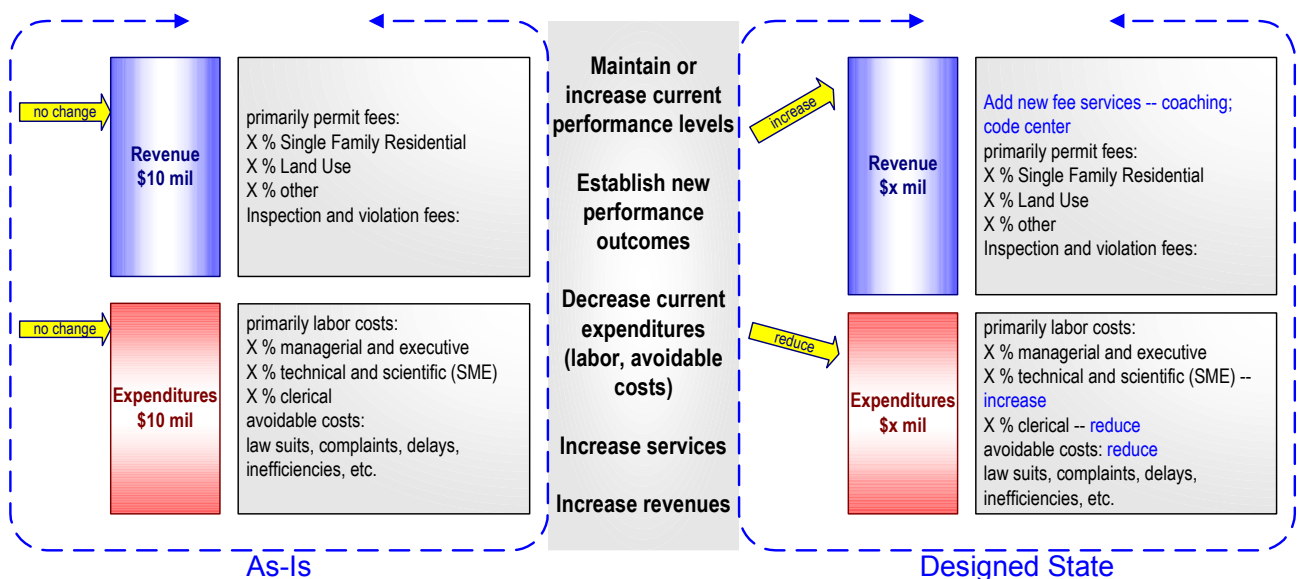 no change
Revenue
$10 mil
primarily permit fees:
X % Single Family Residential
X % Land Use
X % other
Inspection and violation fees:
no change
Expenditures
$10 mil
primarily labor costs:
X % managerial and executive
X % technical and scientific (SME)
X % clerical
avoidable costs:
law suits, complaints, delays,
inefficiencies, etc.
As-Is
Maintain or
increase current
performance levels
Establish new
performance
outcomes
Decrease current
expenditures
(labor, avoidable
costs)
Increase services
Increase revenues
increase
Revenue
$x mil
Add new fee services -- coaching;
code center
primarily permit fees:
X % Single Family Residential
X % Land Use
X % other
Inspection and violation fees:
reduce
Expenditures
$x mil
primarily labor costs:
X % managerial and executive
X % technical and scientific (SME) --
increase
X % clerical -- reduce
avoidable costs: reduce
law suits, complaints, delays,
inefficiencies, etc.
Designed State